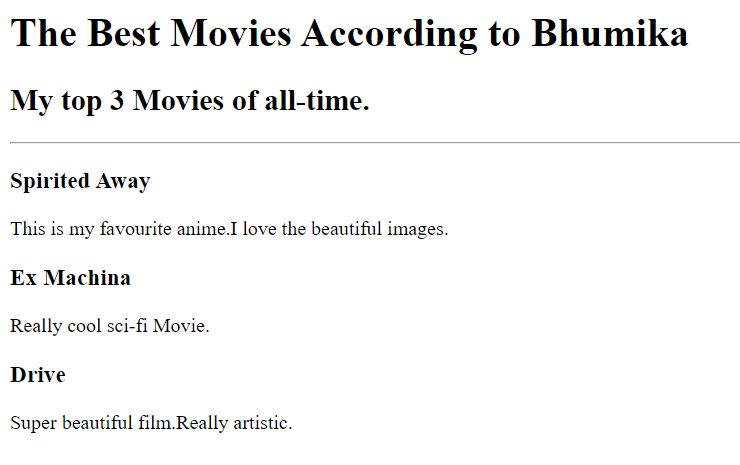 The Best Movies According to Bhumika
My top 3 Movies of all-time.
Spirited Away
This is my favourite anime.I love the beautiful images.
Ex Machina
Really cool sci-fi Movie.
Drive
Super beautiful film.Really artistic.